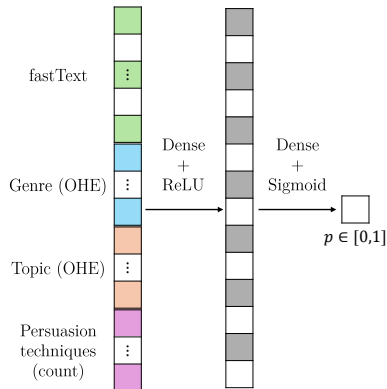 fastText
Genre (OHE)
Topic (OHE)
Persuasion
techniques
(count)
Dense
+
ReLU
Dense
+
Sigmoid
p ∈ [0,1]